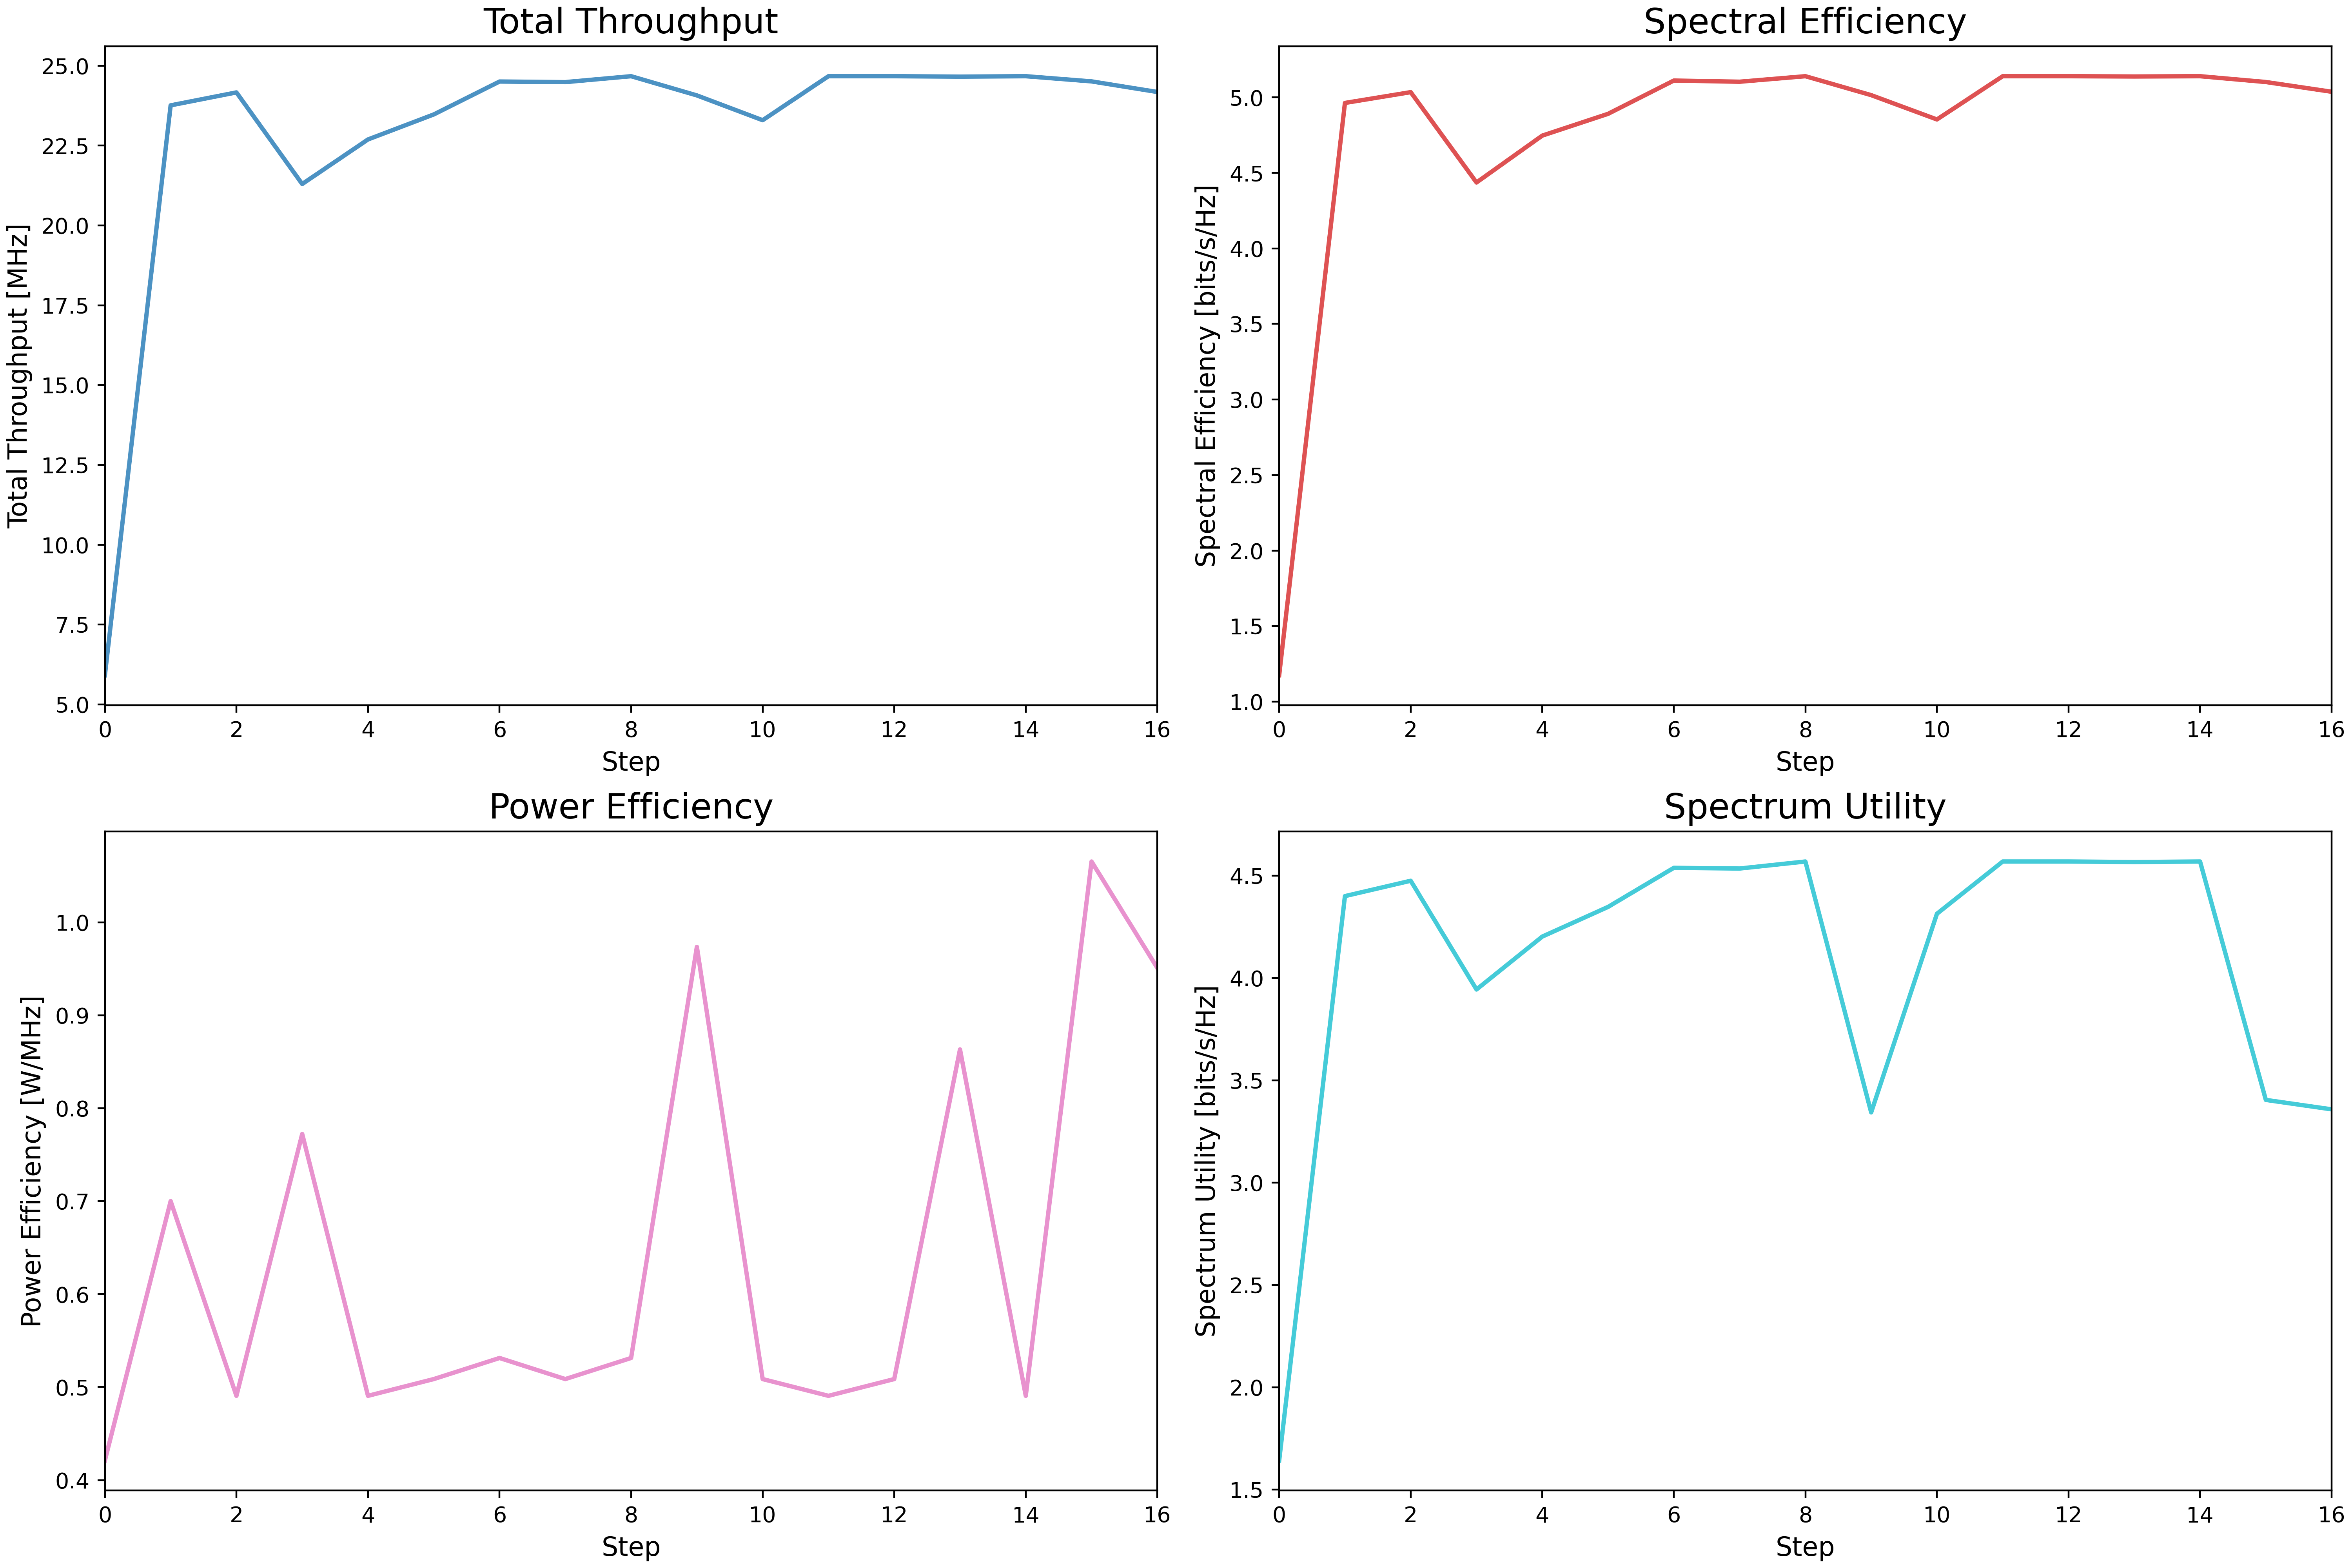 Total Throughput
Total Throughput [MHz]
25.0
22.5
20.0
17.5
15.0
12.5
10.0
7.5
5.0
0 2 4 6 8 10 12 14 16
Step
Spectral Efficiency
Spectral Efficiency [bits/s/Hz]
5.0
4.5
4.0
3.5
3.0
2.5
2.0
1.5
1.0
0 2 4 6 8 10 12 14 16
Step
Power Efficiency
Power Efficiency [W/MHz]
1.0
0.9
0.8
0.7
0.6
0.5
0.4
0 2 4 6 8 10 12 14 16
Step
Spectrum Utility
Spectrum Utility [bits/s/Hz]
4.5
4.0
3.5
3.0
2.5
2.0
1.5
0 2 4 6 8 10 12 14 16
Step